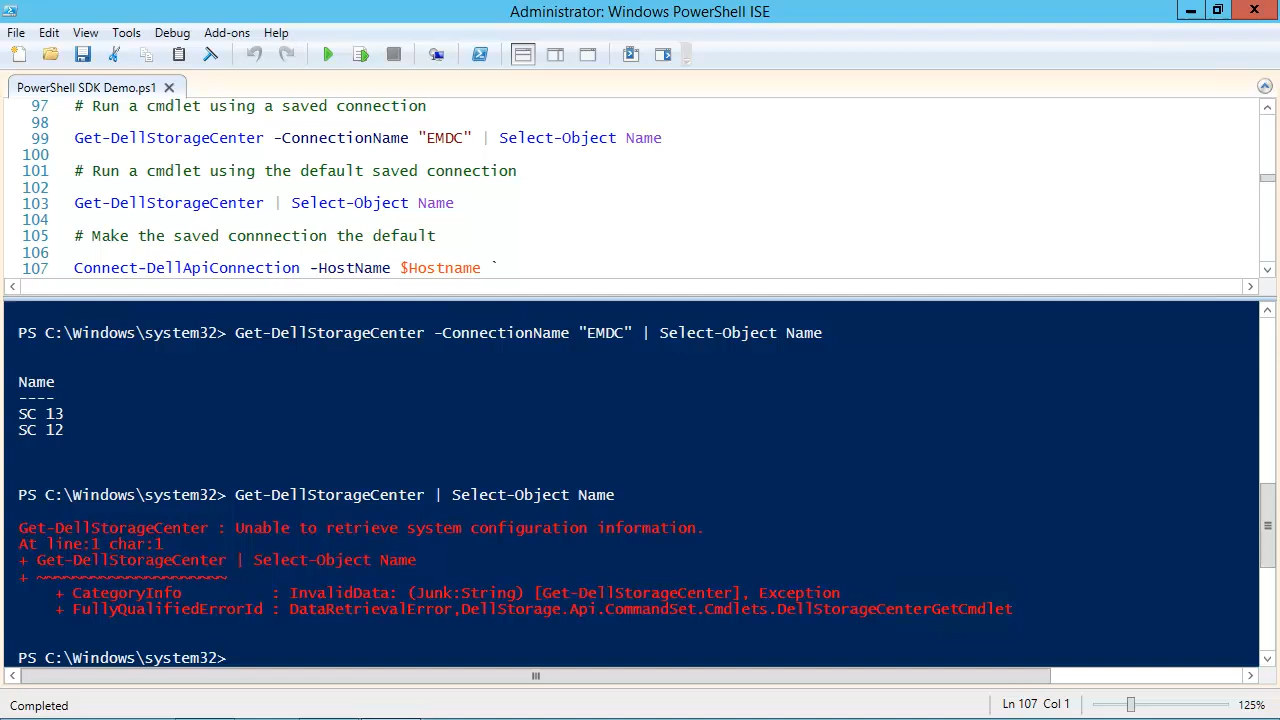 Administrator: Windows PowerShell ISE
File Edit View Tools Debug Add-ons Help
PowerShell SDK Demo.ps1
97 # Run a cmdlet using a saved connection
98
99 Get-DellStorageCenter -ConnectionName "EMDC" | Select-Object Name
100
101 # Run a cmdlet using the default saved connection
102
103 Get-DellStorageCenter | Select-Object Name
104
105 # Make the saved connnection the default
106
107 Connect-DellApiConnection -HostName $Hostname `
PS C:\Windows\system32> Get-DellStorageCenter -ConnectionName "EMDC" | Select-Object Name
Name
----
SC 13
SC 12
PS C:\Windows\system32> Get-DellStorageCenter | Select-Object Name
Get-DellStorageCenter : Unable to retrieve system configuration information.
At line:1 char:1
+ Get-DellStorageCenter | Select-Object Name
+ ~~~~~~~~~~~~~~~~~~~~~
+ CategoryInfo : InvalidData: (Junk:String) [Get-DellStorageCenter], Exception
+ FullyQualifiedErrorId : DataRetrievalError,DellStorage.Api.CommandSet.Cmdlets.DellStorageCenterGetCmdlet
PS C:\Windows\system32>
Completed Ln 107 Col 1 125%